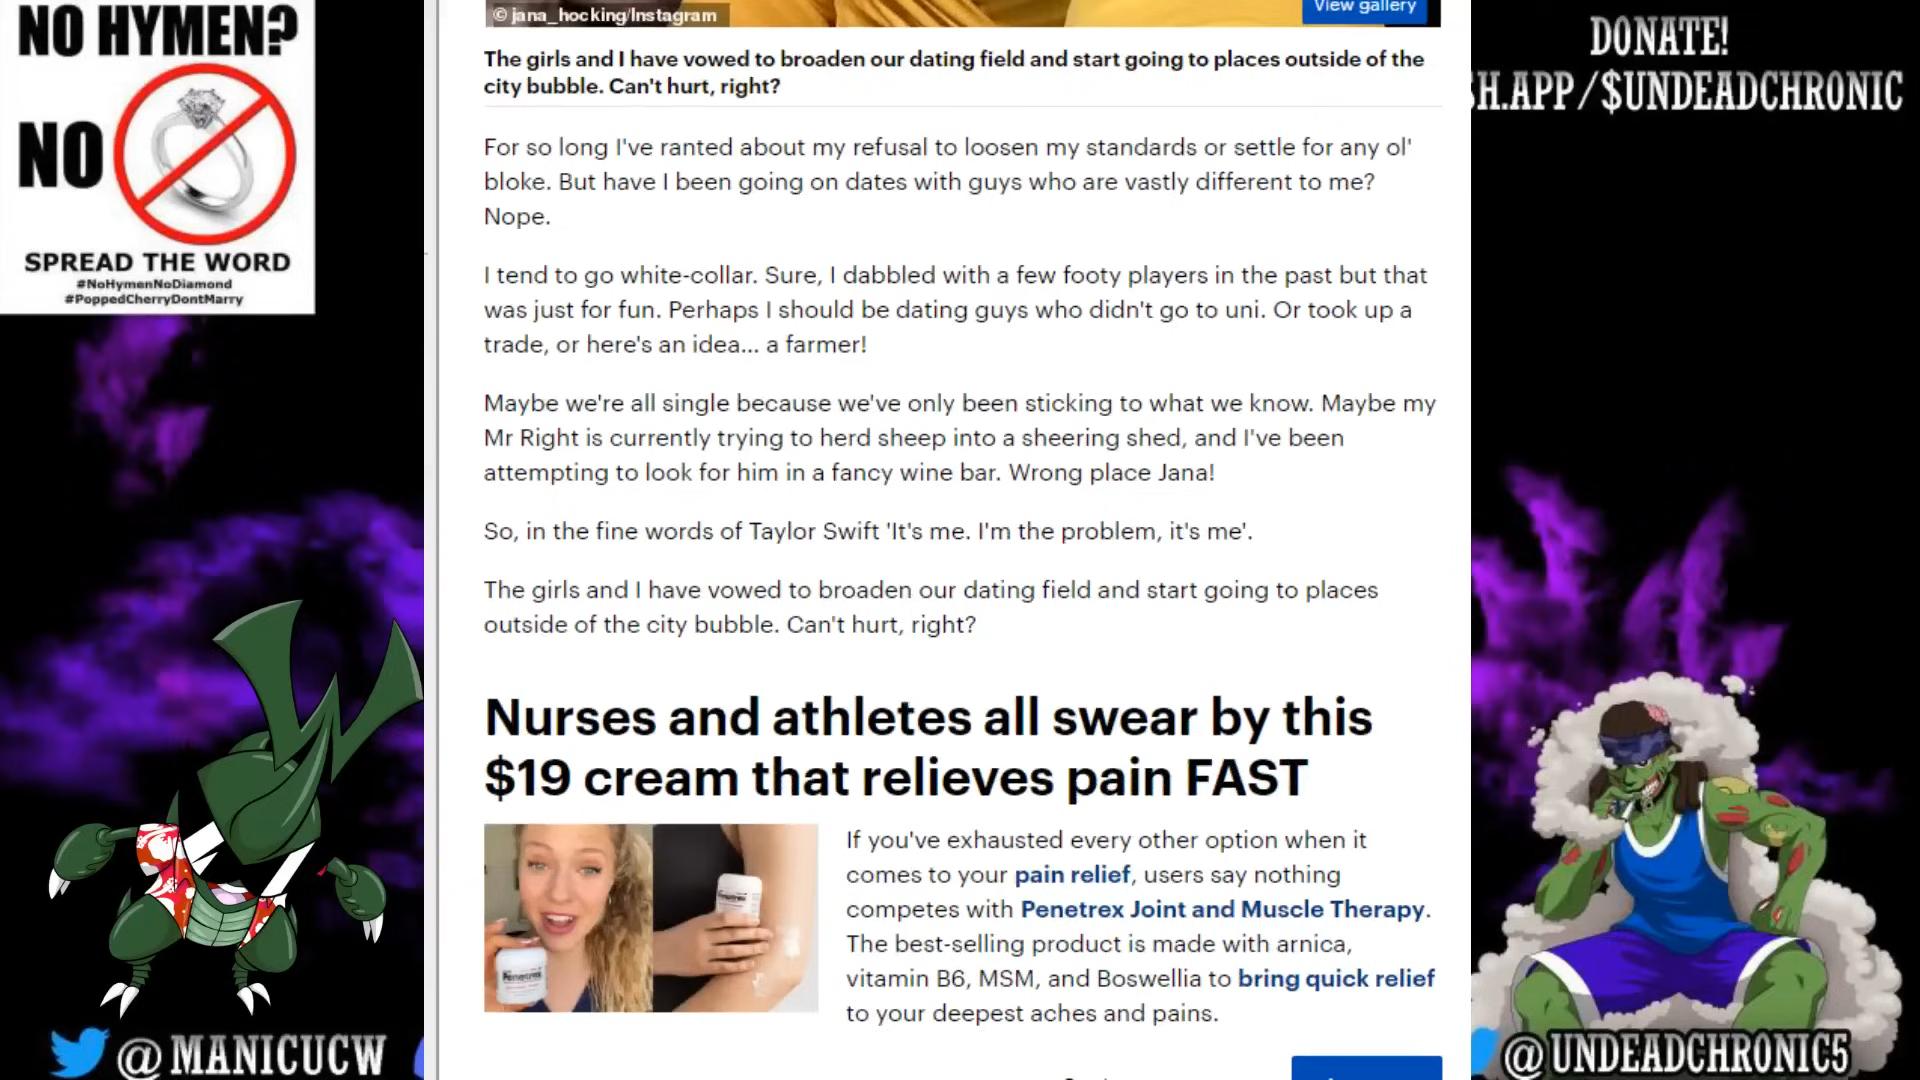 NO HYMEN?
NO
SPREAD THE WORD
#NoHymenNoDiamond
#PoppedCherryDontMarry
@MANICUCW
© jana_hocking/Instagram
View gallery
The girls and I have vowed to broaden our dating field and start going to places outside of the
city bubble. Can't hurt, right?
For so long I've ranted about my refusal to loosen my standards or settle for any ol'
bloke. But have I been going on dates with guys who are vastly different to me?
Nope.
I tend to go white-collar. Sure, I dabbled with a few footy players in the past but that
was just for fun. Perhaps I should be dating guys who didn't go to uni. Or took up a
trade, or here's an idea... a farmer!
Maybe we're all single because we've only been sticking to what we know. Maybe my
Mr Right is currently trying to herd sheep into a sheering shed, and I've been
attempting to look for him in a fancy wine bar. Wrong place Jana!
So, in the fine words of Taylor Swift 'It's me. I'm the problem, it's me'.
The girls and I have vowed to broaden our dating field and start going to places
outside of the city bubble. Can't hurt, right?
Nurses and athletes all swear by this
$19 cream that relieves pain FAST
Penetrex
Penetrex
If you've exhausted every other option when it
comes to your pain relief, users say nothing
competes with Penetrex Joint and Muscle Therapy.
The best-selling product is made with arnica,
vitamin B6, MSM, and Boswellia to bring quick relief
to your deepest aches and pains.
DONATE!
SH.APP/$UNDEADCHRONIC
@UNDEADCHRONIC5